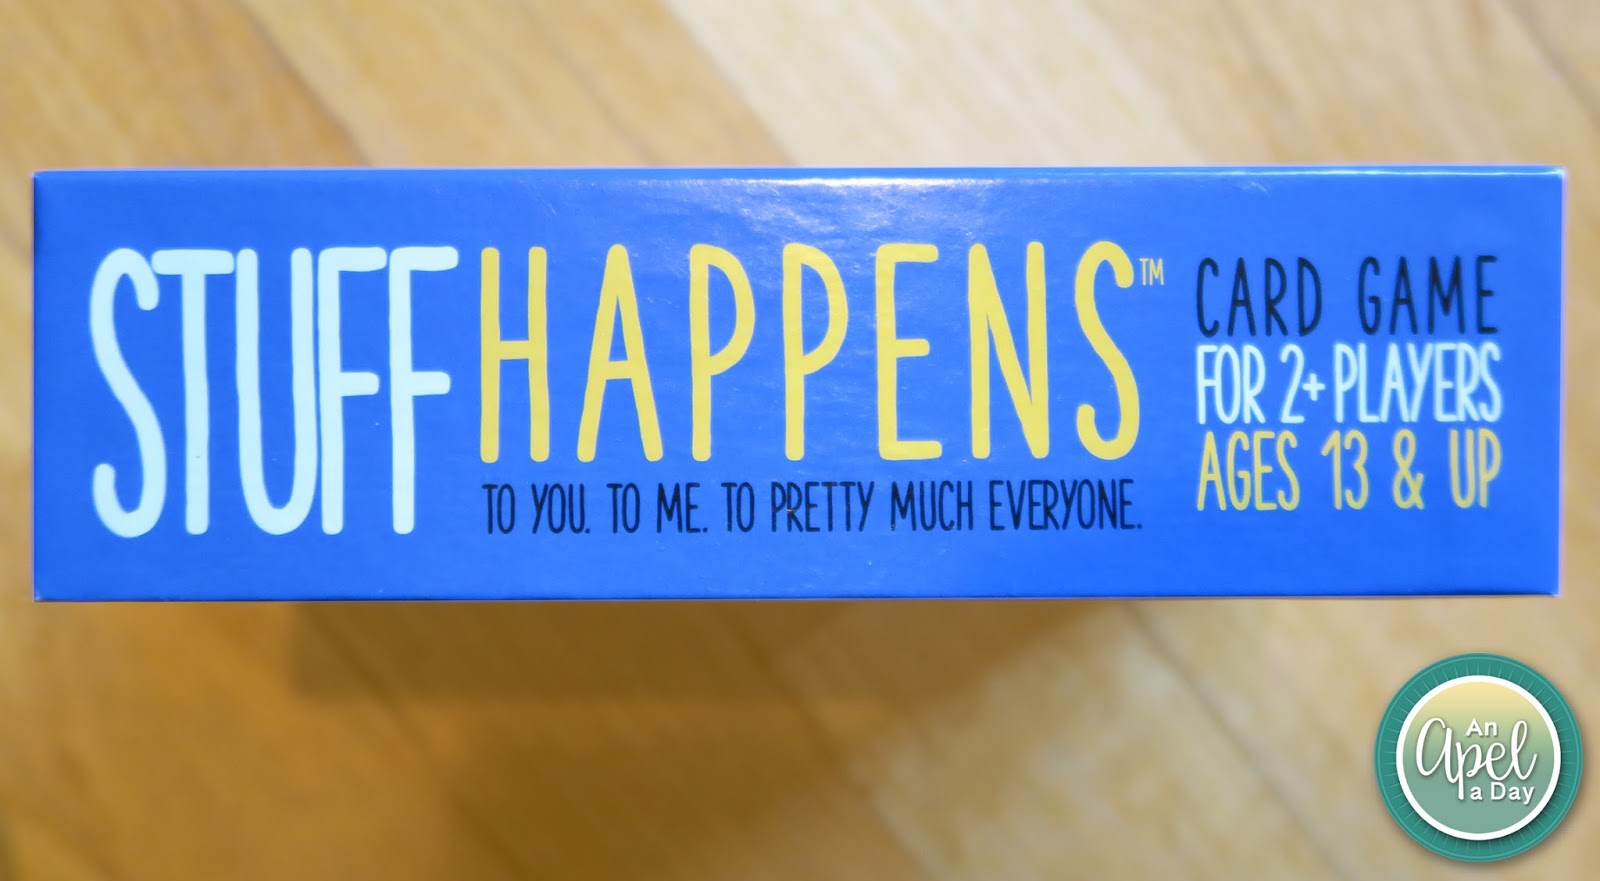 STUFF HAPPENS™
TO YOU. TO ME. TO PRETTY MUCH EVERYONE.
CARD GAME
FOR 2+ PLAYERS
AGES 13 & UP
An
Apel
a Day